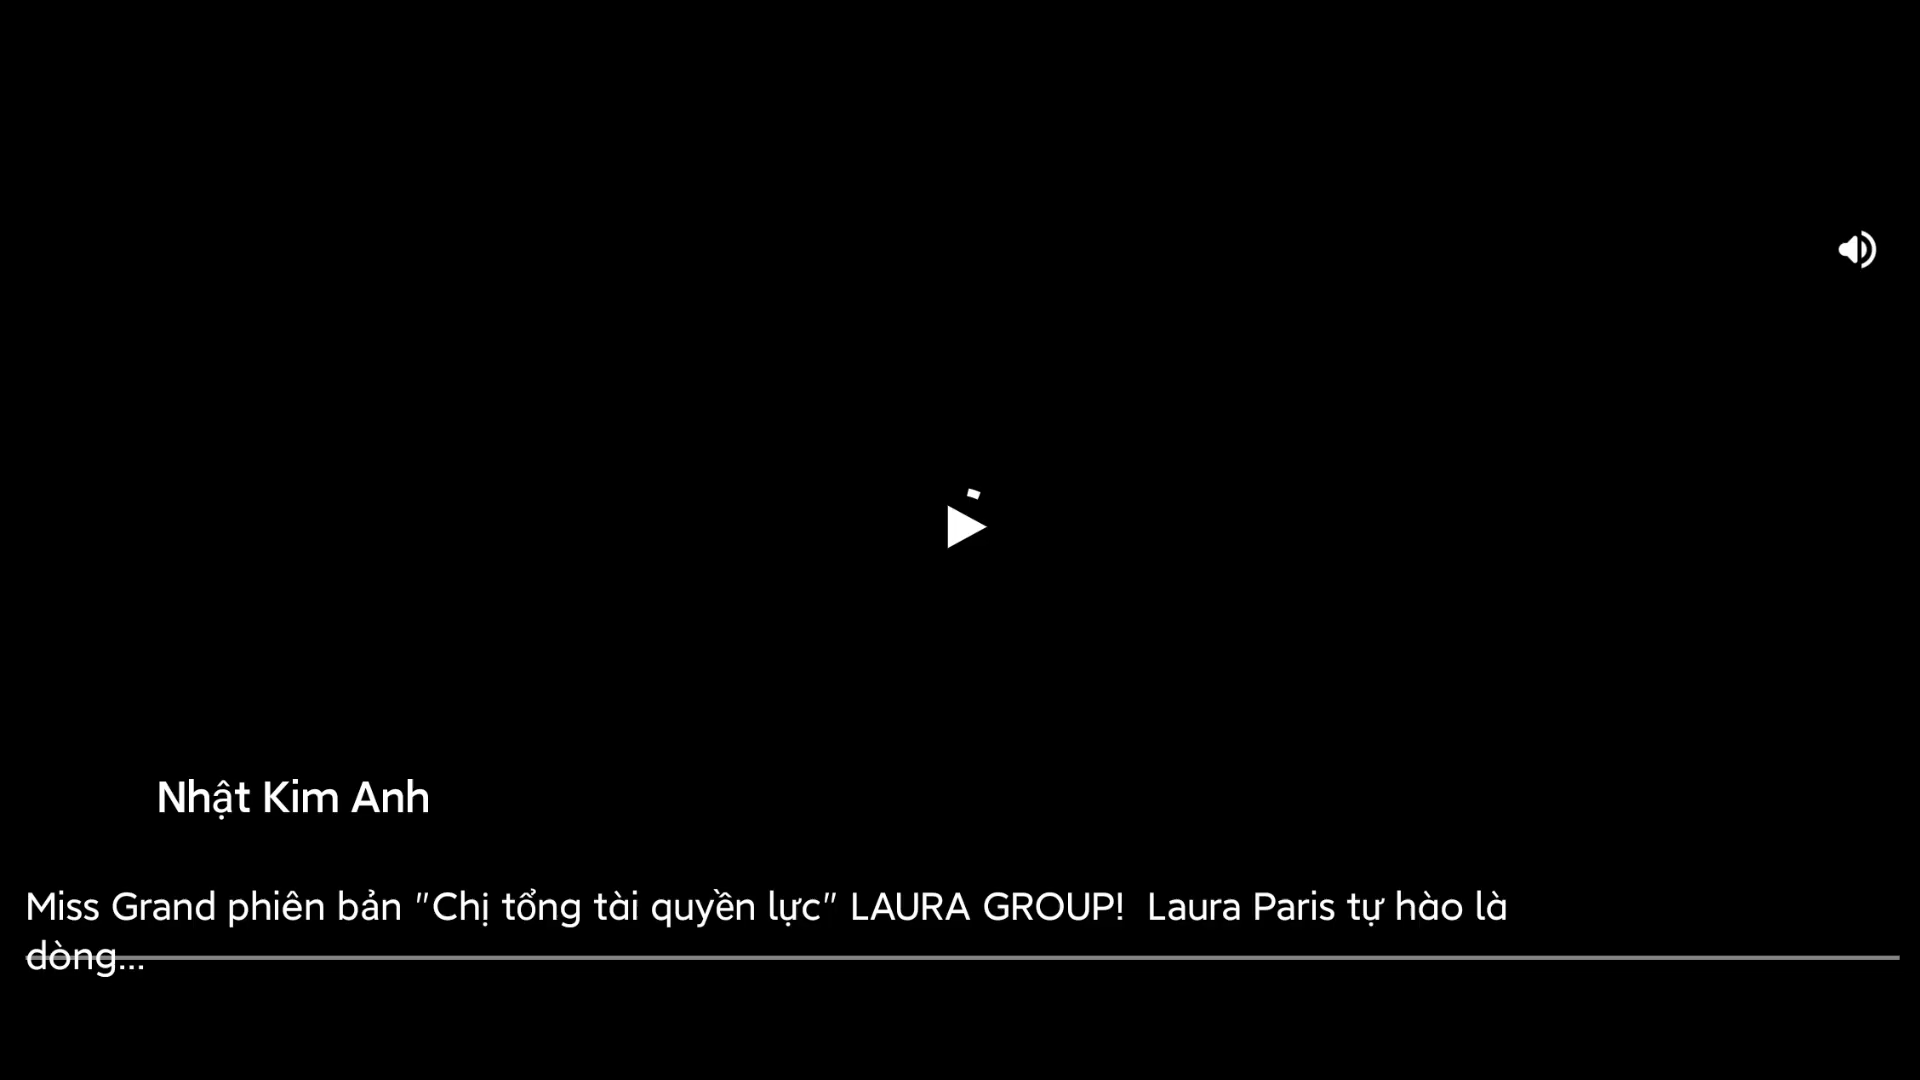 Nhật Kim Anh
Miss Grand phiên bản "Chị tổng tài quyền lực" LAURA GROUP!  Laura Paris tự hào là
dòng...